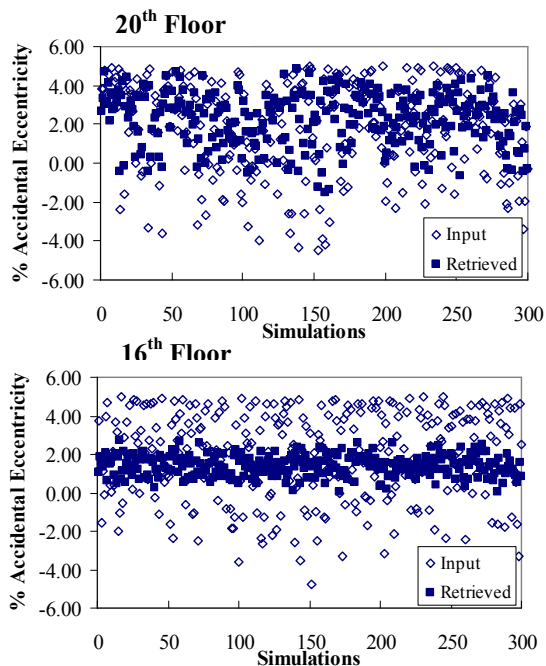 20th Floor
% Accidental Eccentricity
6.00
4.00
2.00
0.00
-2.00
-4.00
-6.00
Input
Retrieved
0 50 100 150 200 250 300
Simulations
16th Floor
% Accidental Eccentricity
6.00
4.00
2.00
0.00
-2.00
-4.00
-6.00
Input
Retrieved
0 50 100 150 200 250 300
Simulations